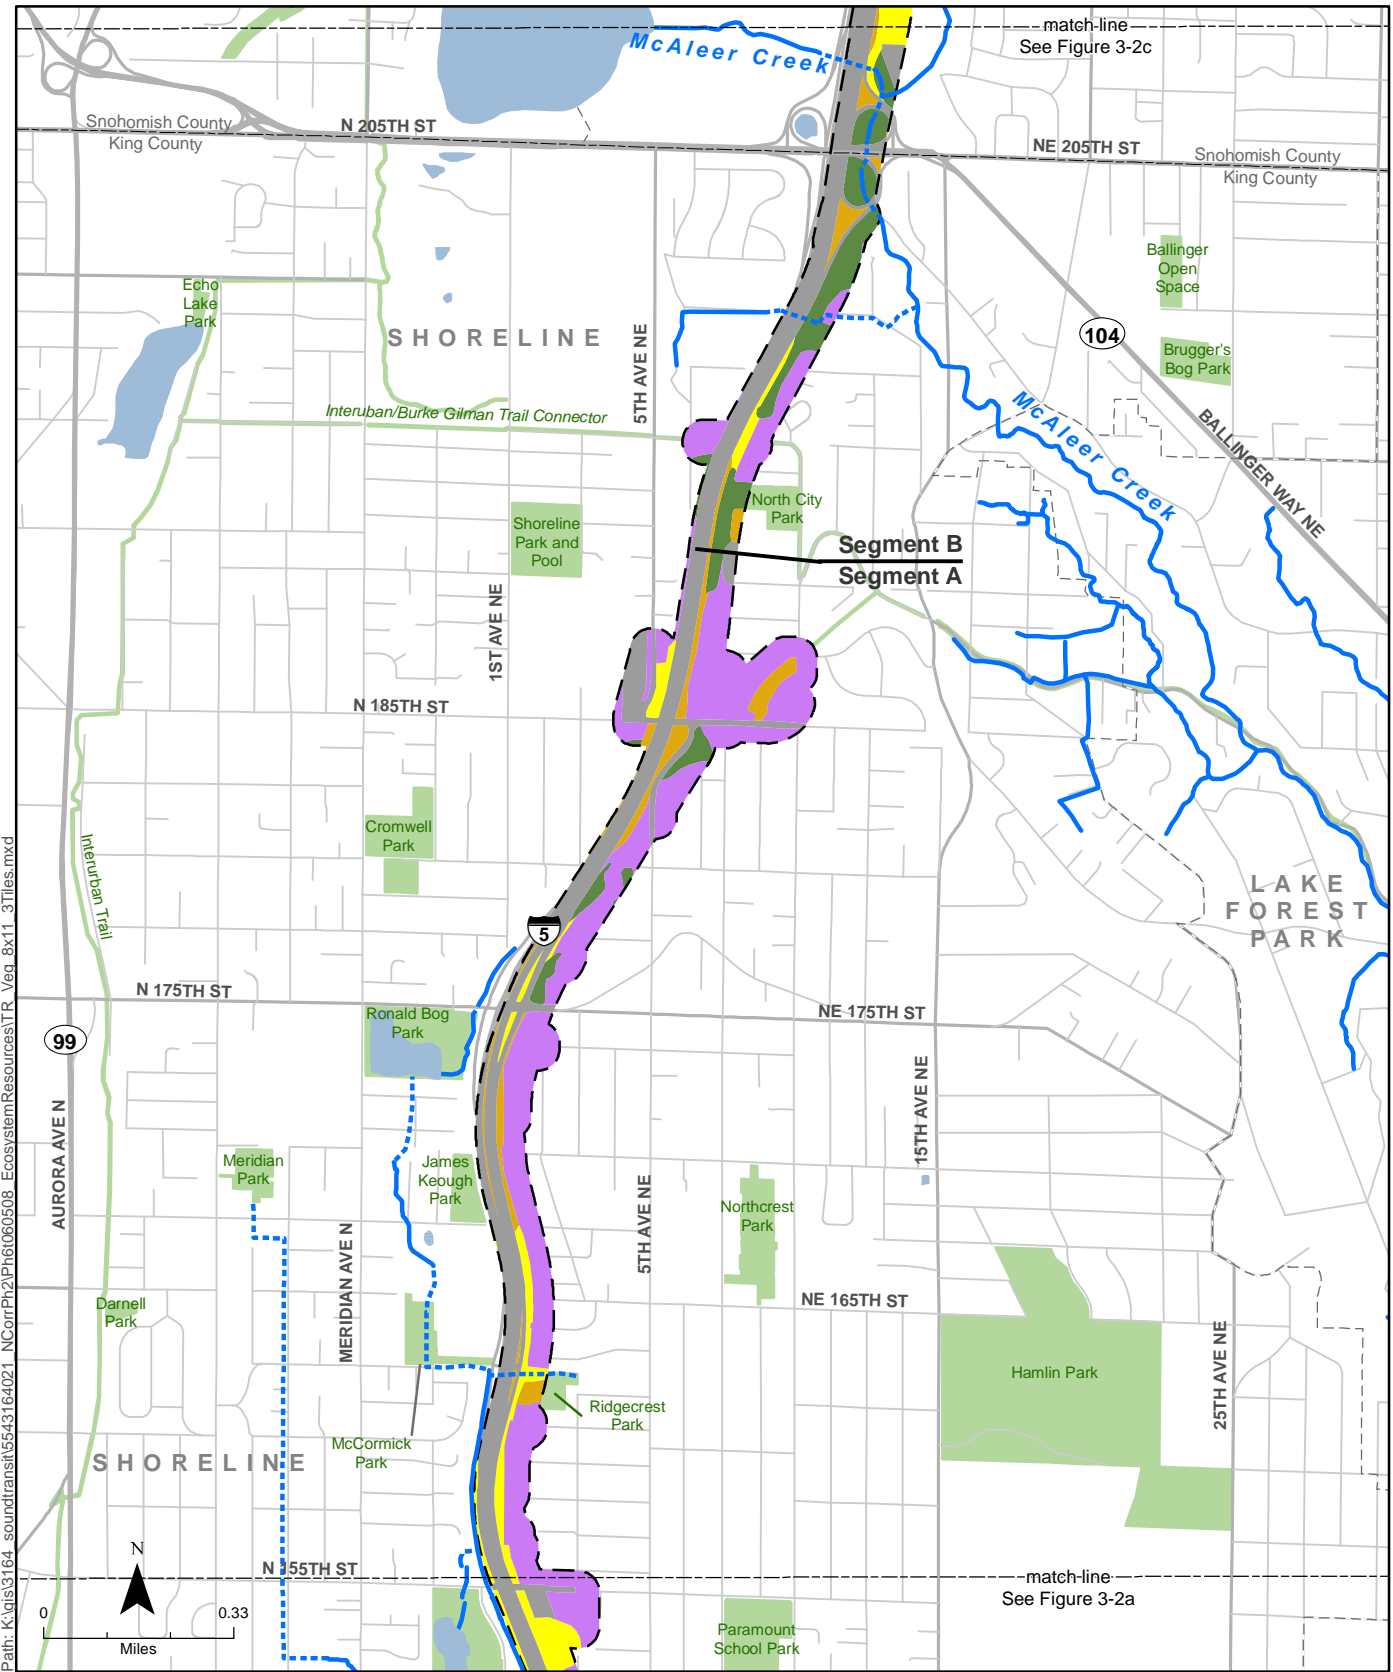 match-line
See Figure 3-2c
McAleer Creek
Snohomish County
King County
N 205TH ST
NE 205TH ST
Snohomish County
King County
Ballinger
Open
Space
Echo
Lake
Park
SHORELINE
5TH AVE NE
104
Brugger's
Bog Park
Interuban/Burke Gilman Trail Connector
McAleer Creek
BALLINGER WAY NE
North City
Park
Shoreline
Park and
Pool
Segment B
Segment A
1ST AVE NE
N 185TH ST
Cromwell
Park
Interurban Trail
LAKE
FOREST
PARK
5
N 175TH ST
Ronald Bog
Park
NE 175TH ST
99
AURORA AVE N
15TH AVE NE
Meridian
Park
James
Keough
Park
5TH AVE NE
Northcrest
Park
MERIDIAN AVE N
Darnell
Park
NE 165TH ST
Hamlin Park
25TH AVE NE
Ridgecrest
Park
McCormick
Park
SHORELINE
N
N 155TH ST
match-line
See Figure 3-2a
0 0.33
Miles
Paramount
School Park
Path: K:\gis\3164_soundtransit\5543164021_NCorrPh2\Ph6t060508_EcosystemResources\TR_Veg_8x11_3Tiles.mxd